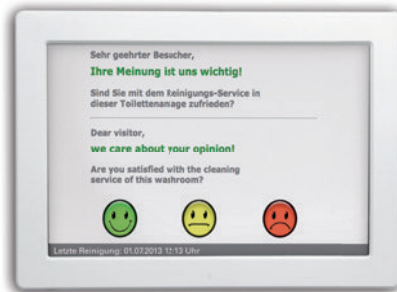 Sehr geehrter Besucher,
Ihre Meinung ist uns wichtig!
Sind Sie mit dem Reinigungs-Service in
dieser Toilettenanage zufrieden?
Dear visitor,
we care about your opinion!
Are you satisfied with the cleaning
service of this washroom?
Letzte Reinigung: 01.07.2013 12:13 Uhr